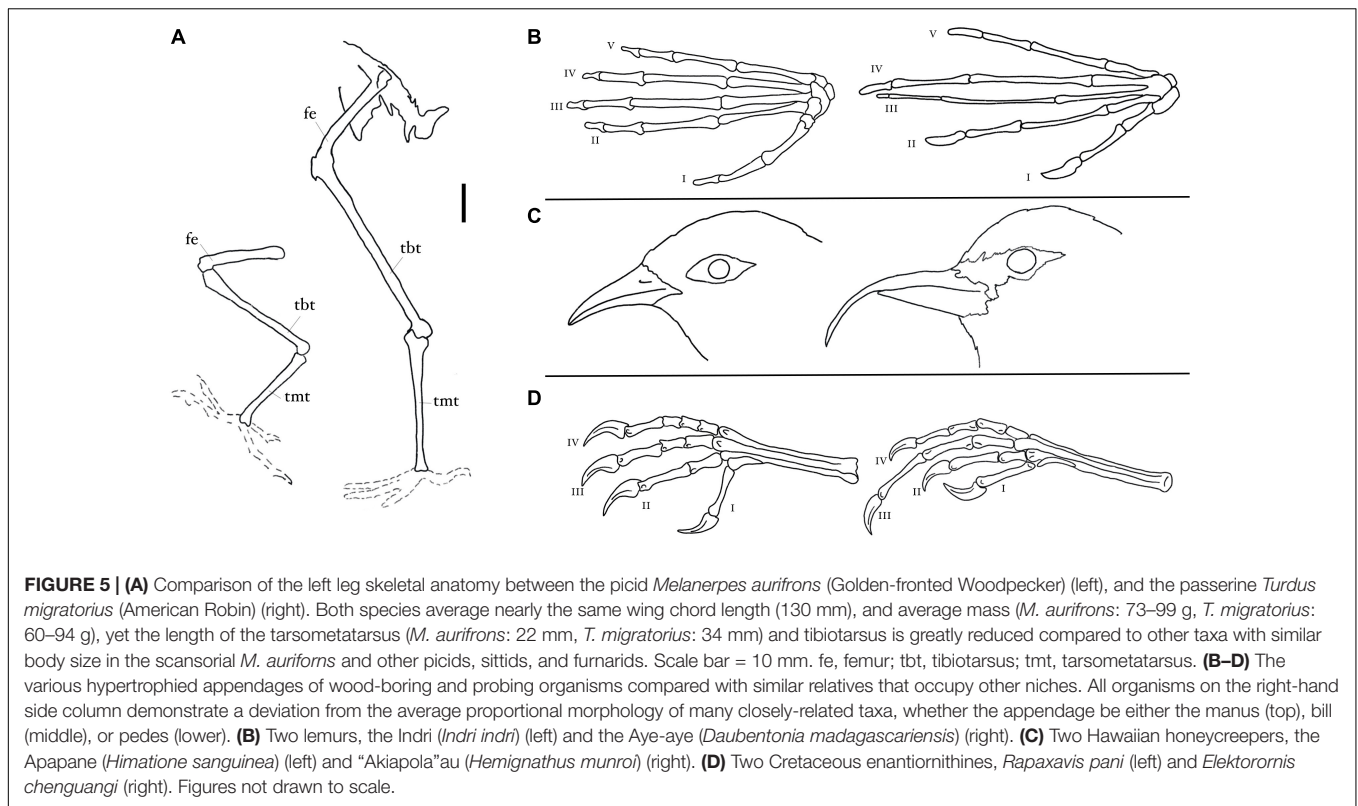 A
fe
tbt
tmt
fe
tbt
tmt
B
V
IV
III
II
I
V
IV
III
II
I
C
D
IV
III
II
I
IV
III
II
I
FIGURE 5 | (A) Comparison of the left leg skeletal anatomy between the picid Melanerpes aurifrons (Golden-fronted Woodpecker) (left), and the passerine Turdus
migratorius (American Robin) (right). Both species average nearly the same wing chord length (130 mm), and average mass (M. aurifrons: 73–99 g, T. migratorius:
60–94 g), yet the length of the tarsometatarsus (M. aurifrons: 22 mm, T. migratorius: 34 mm) and tibiotarsus is greatly reduced compared to other taxa with similar
body size in the scansorial M. auriforns and other picids, sittids, and furnarids. Scale bar = 10 mm. fe, femur; tbt, tibiotarsus; tmt, tarsometatarsus. (B–D) The
various hypertrophied appendages of wood-boring and probing organisms compared with similar relatives that occupy other niches. All organisms on the right-hand
side column demonstrate a deviation from the average proportional morphology of many closely-related taxa, whether the appendage be either the manus (top), bill
(middle), or pedes (lower). (B) Two lemurs, the Indri (Indri indri) (left) and the Aye-aye (Daubentonia madagascariensis) (right). (C) Two Hawaiian honeycreepers, the
Apapane (Himatione sanguinea) (left) and “Akiapola”au (Hemignathus munroi) (right). (D) Two Cretaceous enantiornithines, Rapaxavis pani (left) and Elektorornis
chenguangi (right). Figures not drawn to scale.